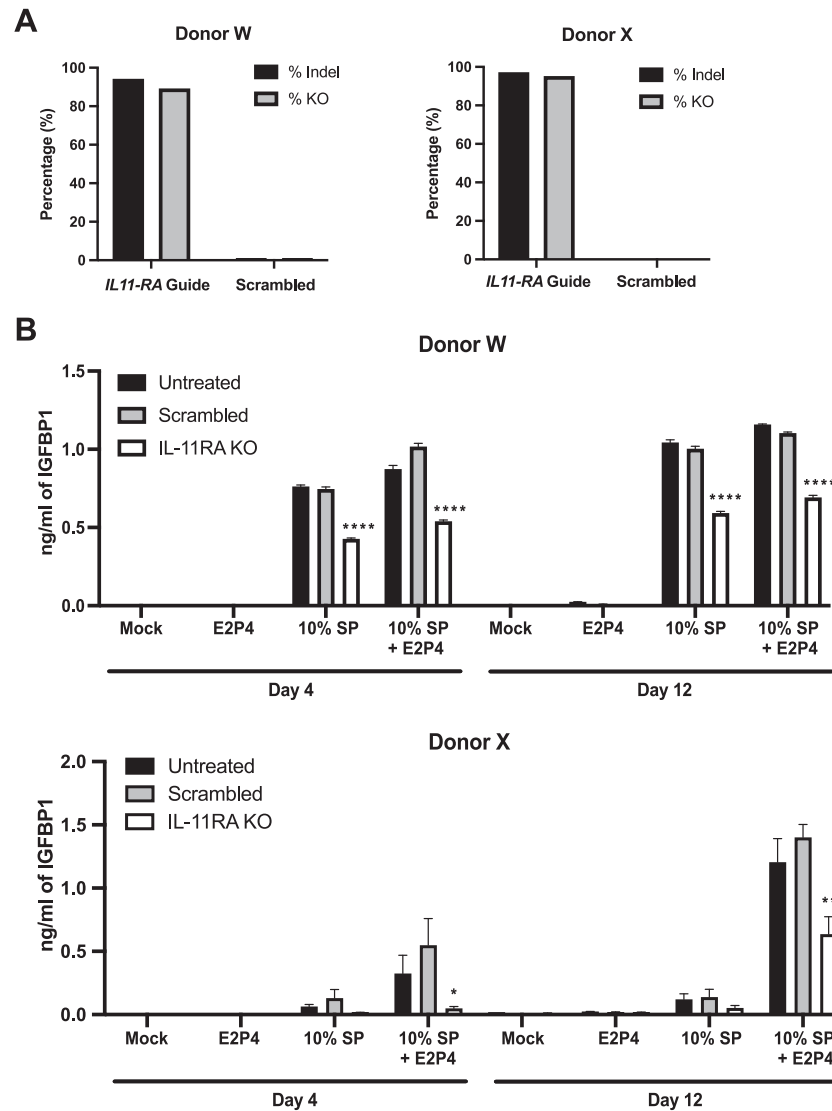 A
Donor W
Percentage (%)
100
80
60
40
20
0
% Indel
% KO
IL11-RA Guide
Scrambled
Donor X
Percentage (%)
100
80
60
40
20
0
% Indel
% KO
IL11-RA Guide
Scrambled
B
Donor W
ng/ml of IGFBP1
1.5
1.0
0.5
0.0
Untreated
Scrambled
IL-11RA KO
****
****
****
****
Mock
E2P4
10% SP
10% SP
+ E2P4
Mock
E2P4
10% SP
10% SP
+ E2P4
Day 4
Day 12
Donor X
ng/ml of IGFBP1
2.0
1.5
1.0
0.5
0.0
Untreated
Scrambled
IL-11RA KO
*
**
Mock
E2P4
10% SP
10% SP
+ E2P4
Mock
E2P4
10% SP
10% SP
+ E2P4
Day 4
Day 12